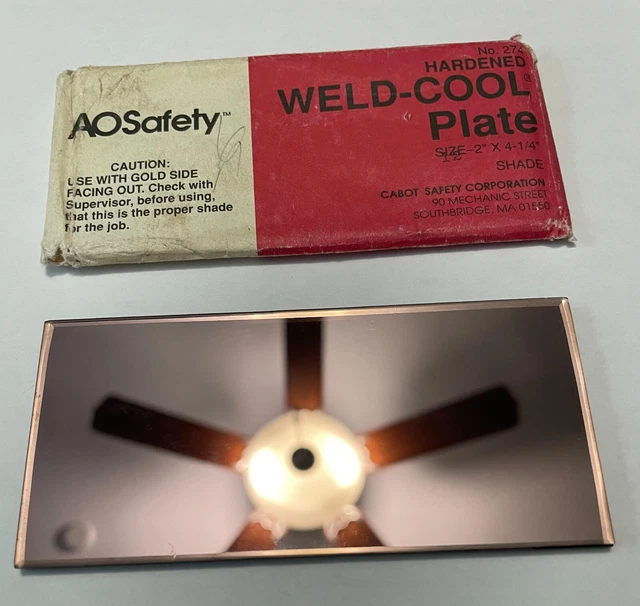 AOSafety™
CAUTION:
USE WITH GOLD SIDE
FACING OUT. Check with
Supervisor, before using,
that this is the proper shade
for the job.
No. 274
HARDENED
WELD-COOL®
Plate
SIZE-2" X 4-1/4"
SHADE
CABOT SAFETY CORPORATION
90 MECHANIC STREET
SOUTHBRIDGE, MA 01550